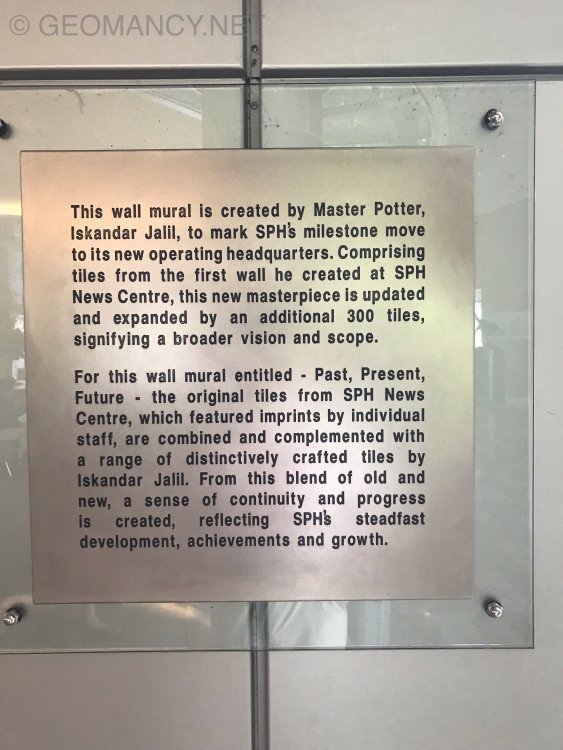 © GEOMANCY.NET
This wall mural is created by Master Potter,
Iskandar Jalil, to mark SPH's milestone move
to its new operating headquarters. Comprising
tiles from the first wall he created at SPH
News Centre, this new masterpiece is updated
and expanded by an additional 300 tiles,
signifying a broader vision and scope.
For this wall mural entitled - Past, Present,
Future - the original tiles from SPH News
Centre, which featured imprints by individual
staff, are combined and complemented with
a range of distinctively crafted tiles by
Iskandar Jalil. From this blend of old and
new, a sense of continuity and progress
is created, reflecting SPH's steadfast
development, achievements and growth.